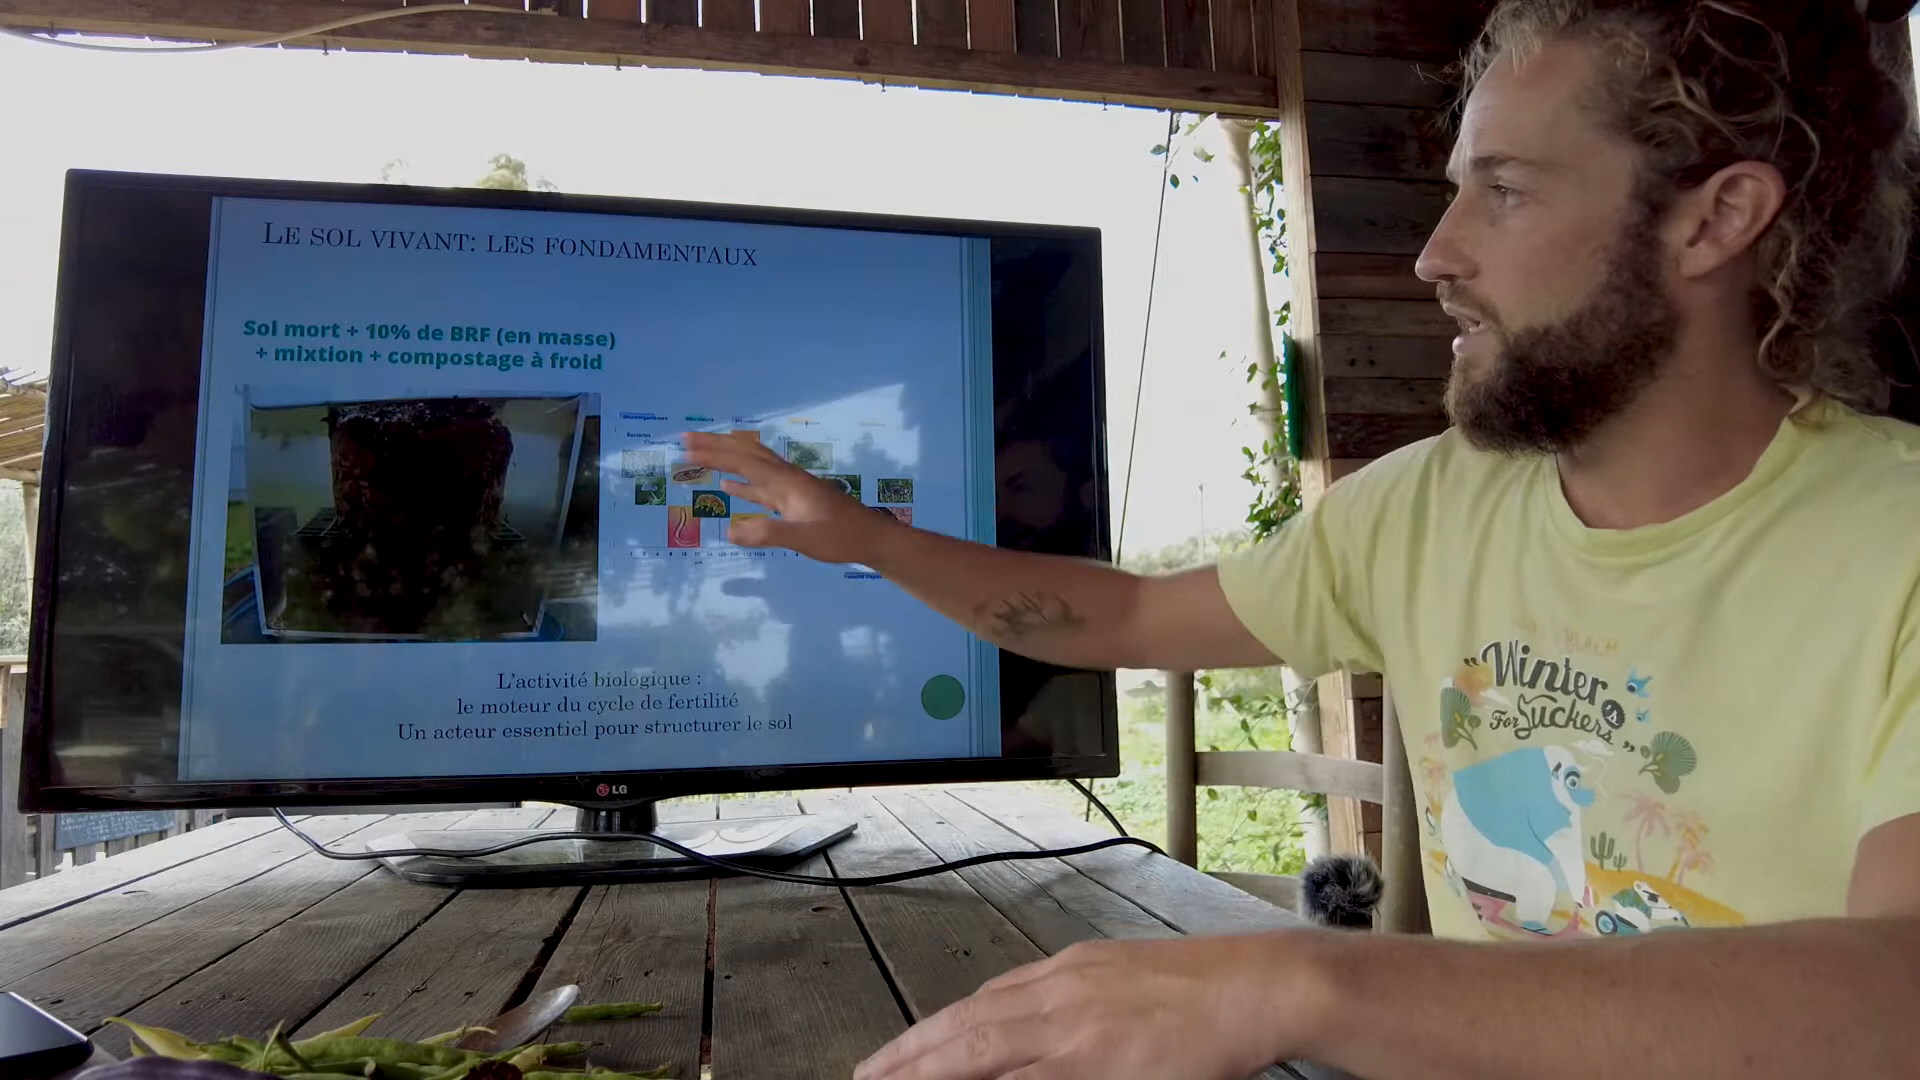 LE SOL VIVANT: LES FONDAMENTAUX
Sol mort + 10% de BRF (en masse)
+ mixtion + compostage à froid
Bactéries
L'activité biologique :
le moteur du cycle de fertilité
Un acteur essentiel pour structurer le sol
LG
"Winter's
For Suckers"